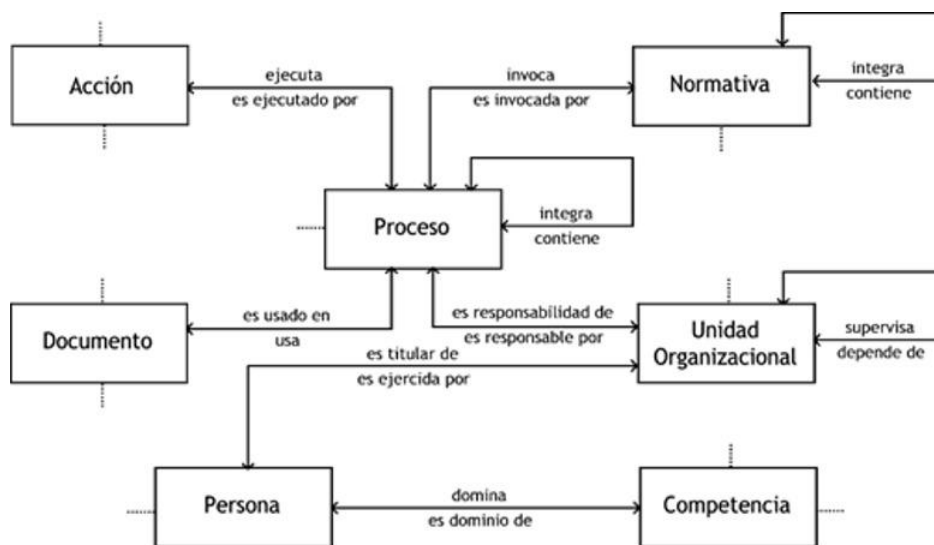 Acción
ejecuta
es ejecutado por
invoca
es invocada por
Normativa
integra
contiene
Proceso
integra
contiene
Documento
es usado en
usa
es responsabilidad de
es responsable por
Unidad
Organizacional
supervisa
depende de
es titular de
es ejercida por
Persona
domina
es dominio de
Competencia